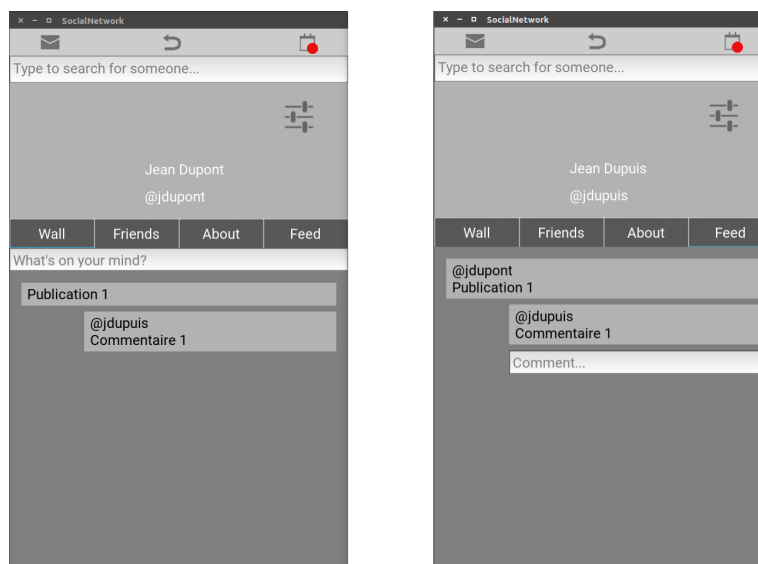 SocialNetwork
Type to search for someone...
Jean Dupont
@jdupont
Wall Friends About Feed
What's on your mind?
Publication 1
@jdupuis
Commentaire 1
SocialNetwork
Type to search for someone...
Jean Dupuis
@jdupuis
Wall Friends About Feed
@jdupont
Publication 1
@jdupuis
Commentaire 1
Comment...